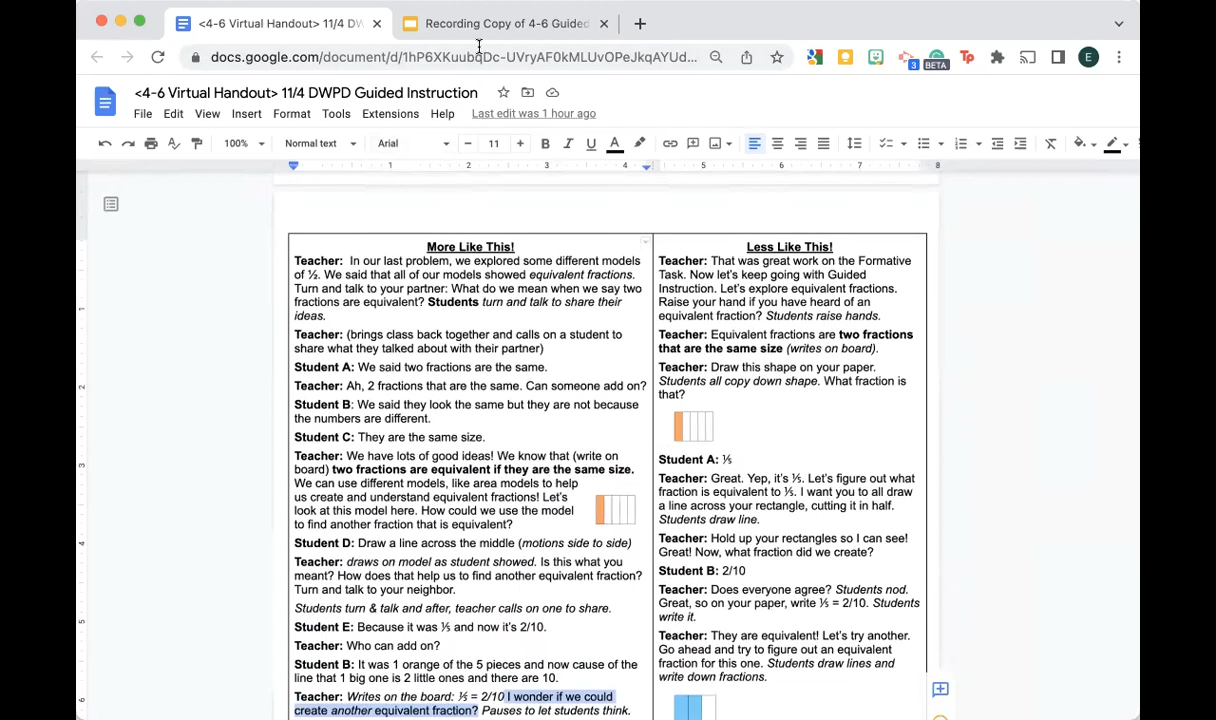 <4-6 Virtual Handout> 11/4 DW
Recording Copy of 4-6 Guided
docs.google.com/document/d/1hP6XKuubqDc-UVryAF0kMLUvOPeJkqAYUd...
3
BETA
Tp
E
<4-6 Virtual Handout> 11/4 DWPD Guided Instruction
File Edit View Insert Format Tools Extensions Help Last edit was 1 hour ago
100% Normal text Arial 11 B I U A
1 2 3 4 5 6 7 8
More Like This!
Teacher: In our last problem, we explored some different models
of ½. We said that all of our models showed equivalent fractions.
Turn and talk to your partner: What do we mean when we say two
fractions are equivalent? Students turn and talk to share their
ideas.
Teacher: (brings class back together and calls on a student to
share what they talked about with their partner)
Student A: We said two fractions are the same.
Teacher: Ah, 2 fractions that are the same. Can someone add on?
Student B: We said they look the same but they are not because
the numbers are different.
Student C: They are the same size.
Teacher: We have lots of good ideas! We know that (write on
board) two fractions are equivalent if they are the same size.
We can use different models, like area models to help
us create and understand equivalent fractions! Let's
look at this model here. How could we use the model
to find another fraction that is equivalent?
Student D: Draw a line across the middle (motions side to side)
Teacher: draws on model as student showed. Is this what you
meant? How does that help us to find another equivalent fraction?
Turn and talk to your neighbor.
Students turn & talk and after, teacher calls on one to share.
Student E: Because it was ⅕ and now it's 2/10.
Teacher: Who can add on?
Student B: It was 1 orange of the 5 pieces and now cause of the
line that 1 big one is 2 little ones and there are 10.
Teacher: Writes on the board: ⅕ = 2/10 I wonder if we could
create another equivalent fraction? Pauses to let students think.
Less Like This!
Teacher: That was great work on the Formative
Task. Now let's keep going with Guided
Instruction. Let's explore equivalent fractions.
Raise your hand if you have heard of an
equivalent fraction? Students raise hands.
Teacher: Equivalent fractions are two fractions
that are the same size (writes on board).
Teacher: Draw this shape on your paper.
Students all copy down shape. What fraction is
that?
Student A: ⅕
Teacher: Great. Yep, it's ⅕. Let's figure out what
fraction is equivalent to ⅕. I want you to all draw
a line across your rectangle, cutting it in half.
Students draw line.
Teacher: Hold up your rectangles so I can see!
Great! Now, what fraction did we create?
Student B: 2/10
Teacher: Does everyone agree? Students nod.
Great, so on your paper, write ⅕ = 2/10. Students
write it.
Teacher: They are equivalent! Let's try another.
Go ahead and try to figure out an equivalent
fraction for this one. Students draw lines and
write down fractions.
1
2
3
4
5
6